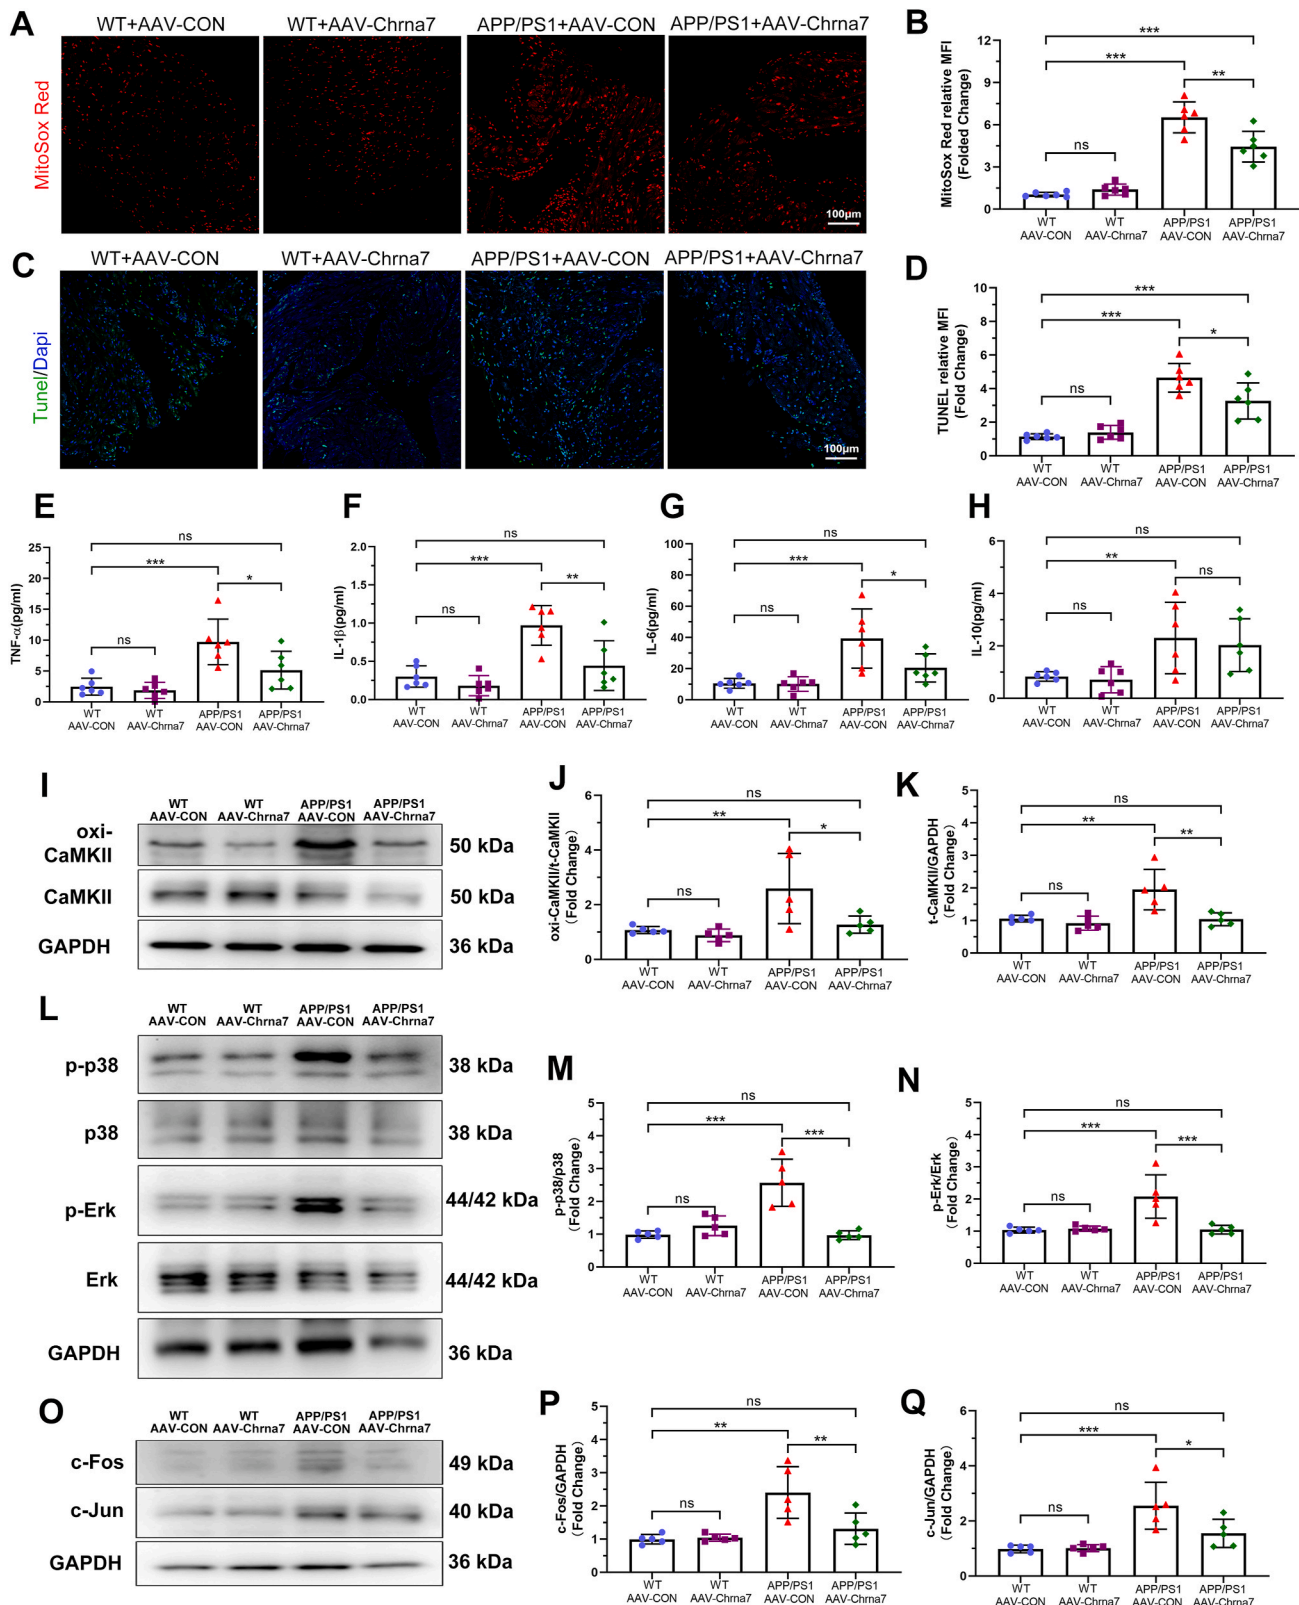 A
WT+AAV-CON
WT+AAV-Chrna7
APP/PS1+AAV-CON
APP/PS1+AAV-Chrna7
MitoSox Red
100μm
B
MitoSox Red relative MFI
(Folded Change)
12
9
6
3
0
***
***
**
ns
WT
AAV-CON
WT
AAV-Chrna7
APP/PS1
AAV-CON
APP/PS1
AAV-Chrna7
C
WT+AAV-CON
WT+AAV-Chrna7
APP/PS1+AAV-CON
APP/PS1+AAV-Chrna7
Tunel/Dapi
100μm
D
TUNEL relative MFI
(Fold Change)
10
8
6
4
2
0
***
***
*
ns
WT
AAV-CON
WT
AAV-Chrna7
APP/PS1
AAV-CON
APP/PS1
AAV-Chrna7
E
TNF-α(pg/ml)
25
20
15
10
5
0
ns
***
*
ns
WT
AAV-CON
WT
AAV-Chrna7
APP/PS1
AAV-CON
APP/PS1
AAV-Chrna7
F
IL-1β(pg/ml)
2.0
1.5
1.0
0.5
0.0
ns
***
**
ns
WT
AAV-CON
WT
AAV-Chrna7
APP/PS1
AAV-CON
APP/PS1
AAV-Chrna7
G
IL-6(pg/ml)
100
80
60
40
20
0
ns
***
*
ns
WT
AAV-CON
WT
AAV-Chrna7
APP/PS1
AAV-CON
APP/PS1
AAV-Chrna7
H
IL-10(pg/ml)
6
4
2
0
ns
**
ns
ns
WT
AAV-CON
WT
AAV-Chrna7
APP/PS1
AAV-CON
APP/PS1
AAV-Chrna7
I
WT
AAV-CON
WT
AAV-Chrna7
APP/PS1
AAV-CON
APP/PS1
AAV-Chrna7
oxi-
CaMKII
50 kDa
CaMKII
50 kDa
GAPDH
36 kDa
J
oxi-CaMKII/t-CaMKII
(Fold Change)
6
4
2
0
ns
**
*
ns
WT
AAV-CON
WT
AAV-Chrna7
APP/PS1
AAV-CON
APP/PS1
AAV-Chrna7
K
t-CaMKII/GAPDH
(Fold Change)
5
4
3
2
1
0
ns
**
**
ns
WT
AAV-CON
WT
AAV-Chrna7
APP/PS1
AAV-CON
APP/PS1
AAV-Chrna7
L
WT
AAV-CON
WT
AAV-Chrna7
APP/PS1
AAV-CON
APP/PS1
AAV-Chrna7
p-p38
38 kDa
p38
38 kDa
p-Erk
44/42 kDa
Erk
44/42 kDa
GAPDH
36 kDa
M
p-p38/p38
(Fold Change)
5
4
3
2
1
0
ns
***
***
ns
WT
AAV-CON
WT
AAV-Chrna7
APP/PS1
AAV-CON
APP/PS1
AAV-Chrna7
N
p-Erk/Erk
(Fold Change)
5
4
3
2
1
0
ns
***
***
ns
WT
AAV-CON
WT
AAV-Chrna7
APP/PS1
AAV-CON
APP/PS1
AAV-Chrna7
O
WT
AAV-CON
WT
AAV-Chrna7
APP/PS1
AAV-CON
APP/PS1
AAV-Chrna7
c-Fos
49 kDa
c-Jun
40 kDa
GAPDH
36 kDa
P
c-Fos/GAPDH
(Fold Change)
5
4
3
2
1
0
ns
**
**
ns
WT
AAV-CON
WT
AAV-Chrna7
APP/PS1
AAV-CON
APP/PS1
AAV-Chrna7
Q
c-Jun/GAPDH
(Fold Change)
6
4
2
0
ns
***
*
ns
WT
AAV-CON
WT
AAV-Chrna7
APP/PS1
AAV-CON
APP/PS1
AAV-Chrna7